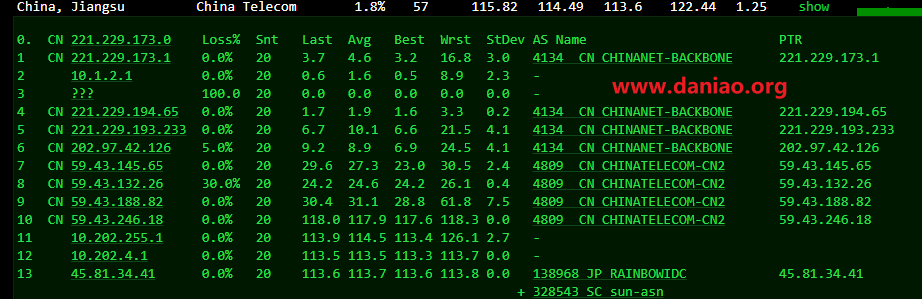 China, Jiangsu China Telecom 1.8% 57 115.82 114.49 113.6 122.44 1.25 show
0. CN 221.229.173.0 Loss% Snt Last Avg Best Wrst StDev AS Name PTR
1 CN 221.229.173.1 0.0% 20 3.7 4.6 3.2 16.8 3.0 4134 CN CHINANET-BACKBONE 221.229.173.1
2 10.1.2.1 0.0% 20 0.6 1.6 0.5 8.9 2.3 -
3 ??? 100.0 20 0.0 0.0 0.0 0.0 0.0 -
www.daniao.org
4 CN 221.229.194.65 0.0% 20 1.7 1.9 1.6 3.3 0.2 4134 CN CHINANET-BACKBONE 221.229.194.65
5 CN 221.229.193.233 0.0% 20 6.7 10.1 6.6 21.5 4.1 4134 CN CHINANET-BACKBONE 221.229.193.233
6 CN 202.97.42.126 5.0% 20 9.2 8.9 6.9 24.5 4.1 4134 CN CHINANET-BACKBONE 202.97.42.126
7 CN 59.43.145.65 0.0% 20 29.6 27.3 23.0 30.5 2.4 4809 CN CHINATELECOM-CN2 59.43.145.65
8 CN 59.43.132.26 30.0% 20 24.2 24.6 24.2 26.1 0.4 4809 CN CHINATELECOM-CN2 59.43.132.26
9 CN 59.43.188.82 0.0% 20 30.4 31.1 28.8 61.8 7.5 4809 CN CHINATELECOM-CN2 59.43.188.82
10 CN 59.43.246.18 0.0% 20 118.0 117.9 117.6 118.3 0.0 4809 CN CHINATELECOM-CN2 59.43.246.18
11 10.202.255.1 0.0% 20 113.9 114.5 113.4 126.1 2.7 -
12 10.202.4.1 0.0% 20 113.5 113.5 113.3 113.7 0.0 -
13 45.81.34.41 0.0% 20 113.6 113.7 113.6 113.8 0.0 138968 JP RAINBOWIDC 45.81.34.41
+ 328543 SC sun-asn